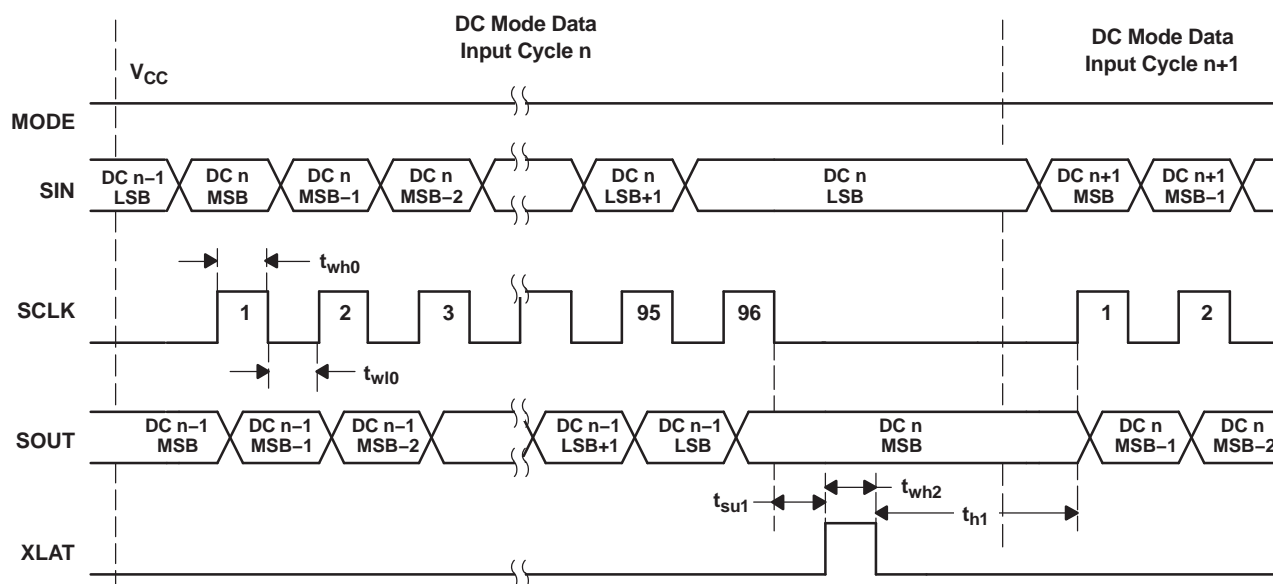 DC Mode Data
Input Cycle n
DC Mode Data
Input Cycle n+1
VCC
MODE
SIN
DC n–1
LSB
DC n
MSB
DC n
MSB–1
DC n
MSB–2
DC n
LSB+1
DC n
LSB
DC n+1
MSB
DC n+1
MSB–1
twh0
SCLK
1
2
3
95
96
1
2
twl0
SOUT
DC n–1
MSB
DC n–1
MSB–1
DC n–1
MSB–2
DC n–1
LSB+1
DC n–1
LSB
DC n
MSB
DC n
MSB–1
DC n
MSB–2
tsu1
twh2
th1
XLAT